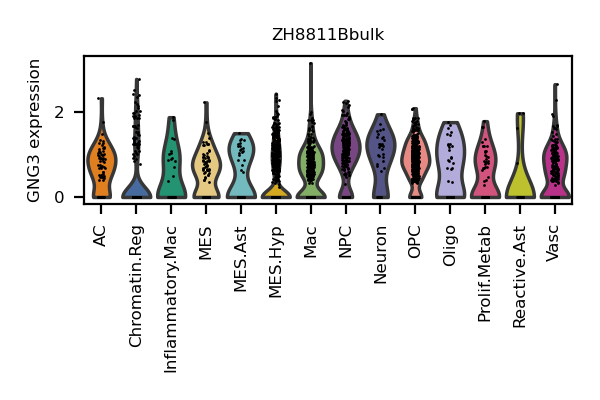 ZH8811Bbulk
GNG3 expression
2
0
AC
Chromatin.Reg
Inflammatory.Mac
MES
MES.Ast
MES.Hyp
Mac
NPC
Neuron
OPC
Oligo
Prolif.Metab
Reactive.Ast
Vasc